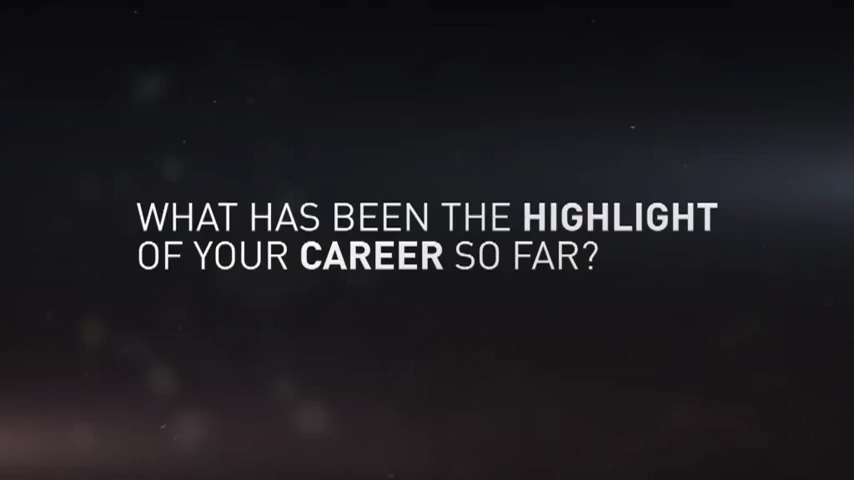 WHAT HAS BEEN THE HIGHLIGHT
OF YOUR CAREER SO FAR?